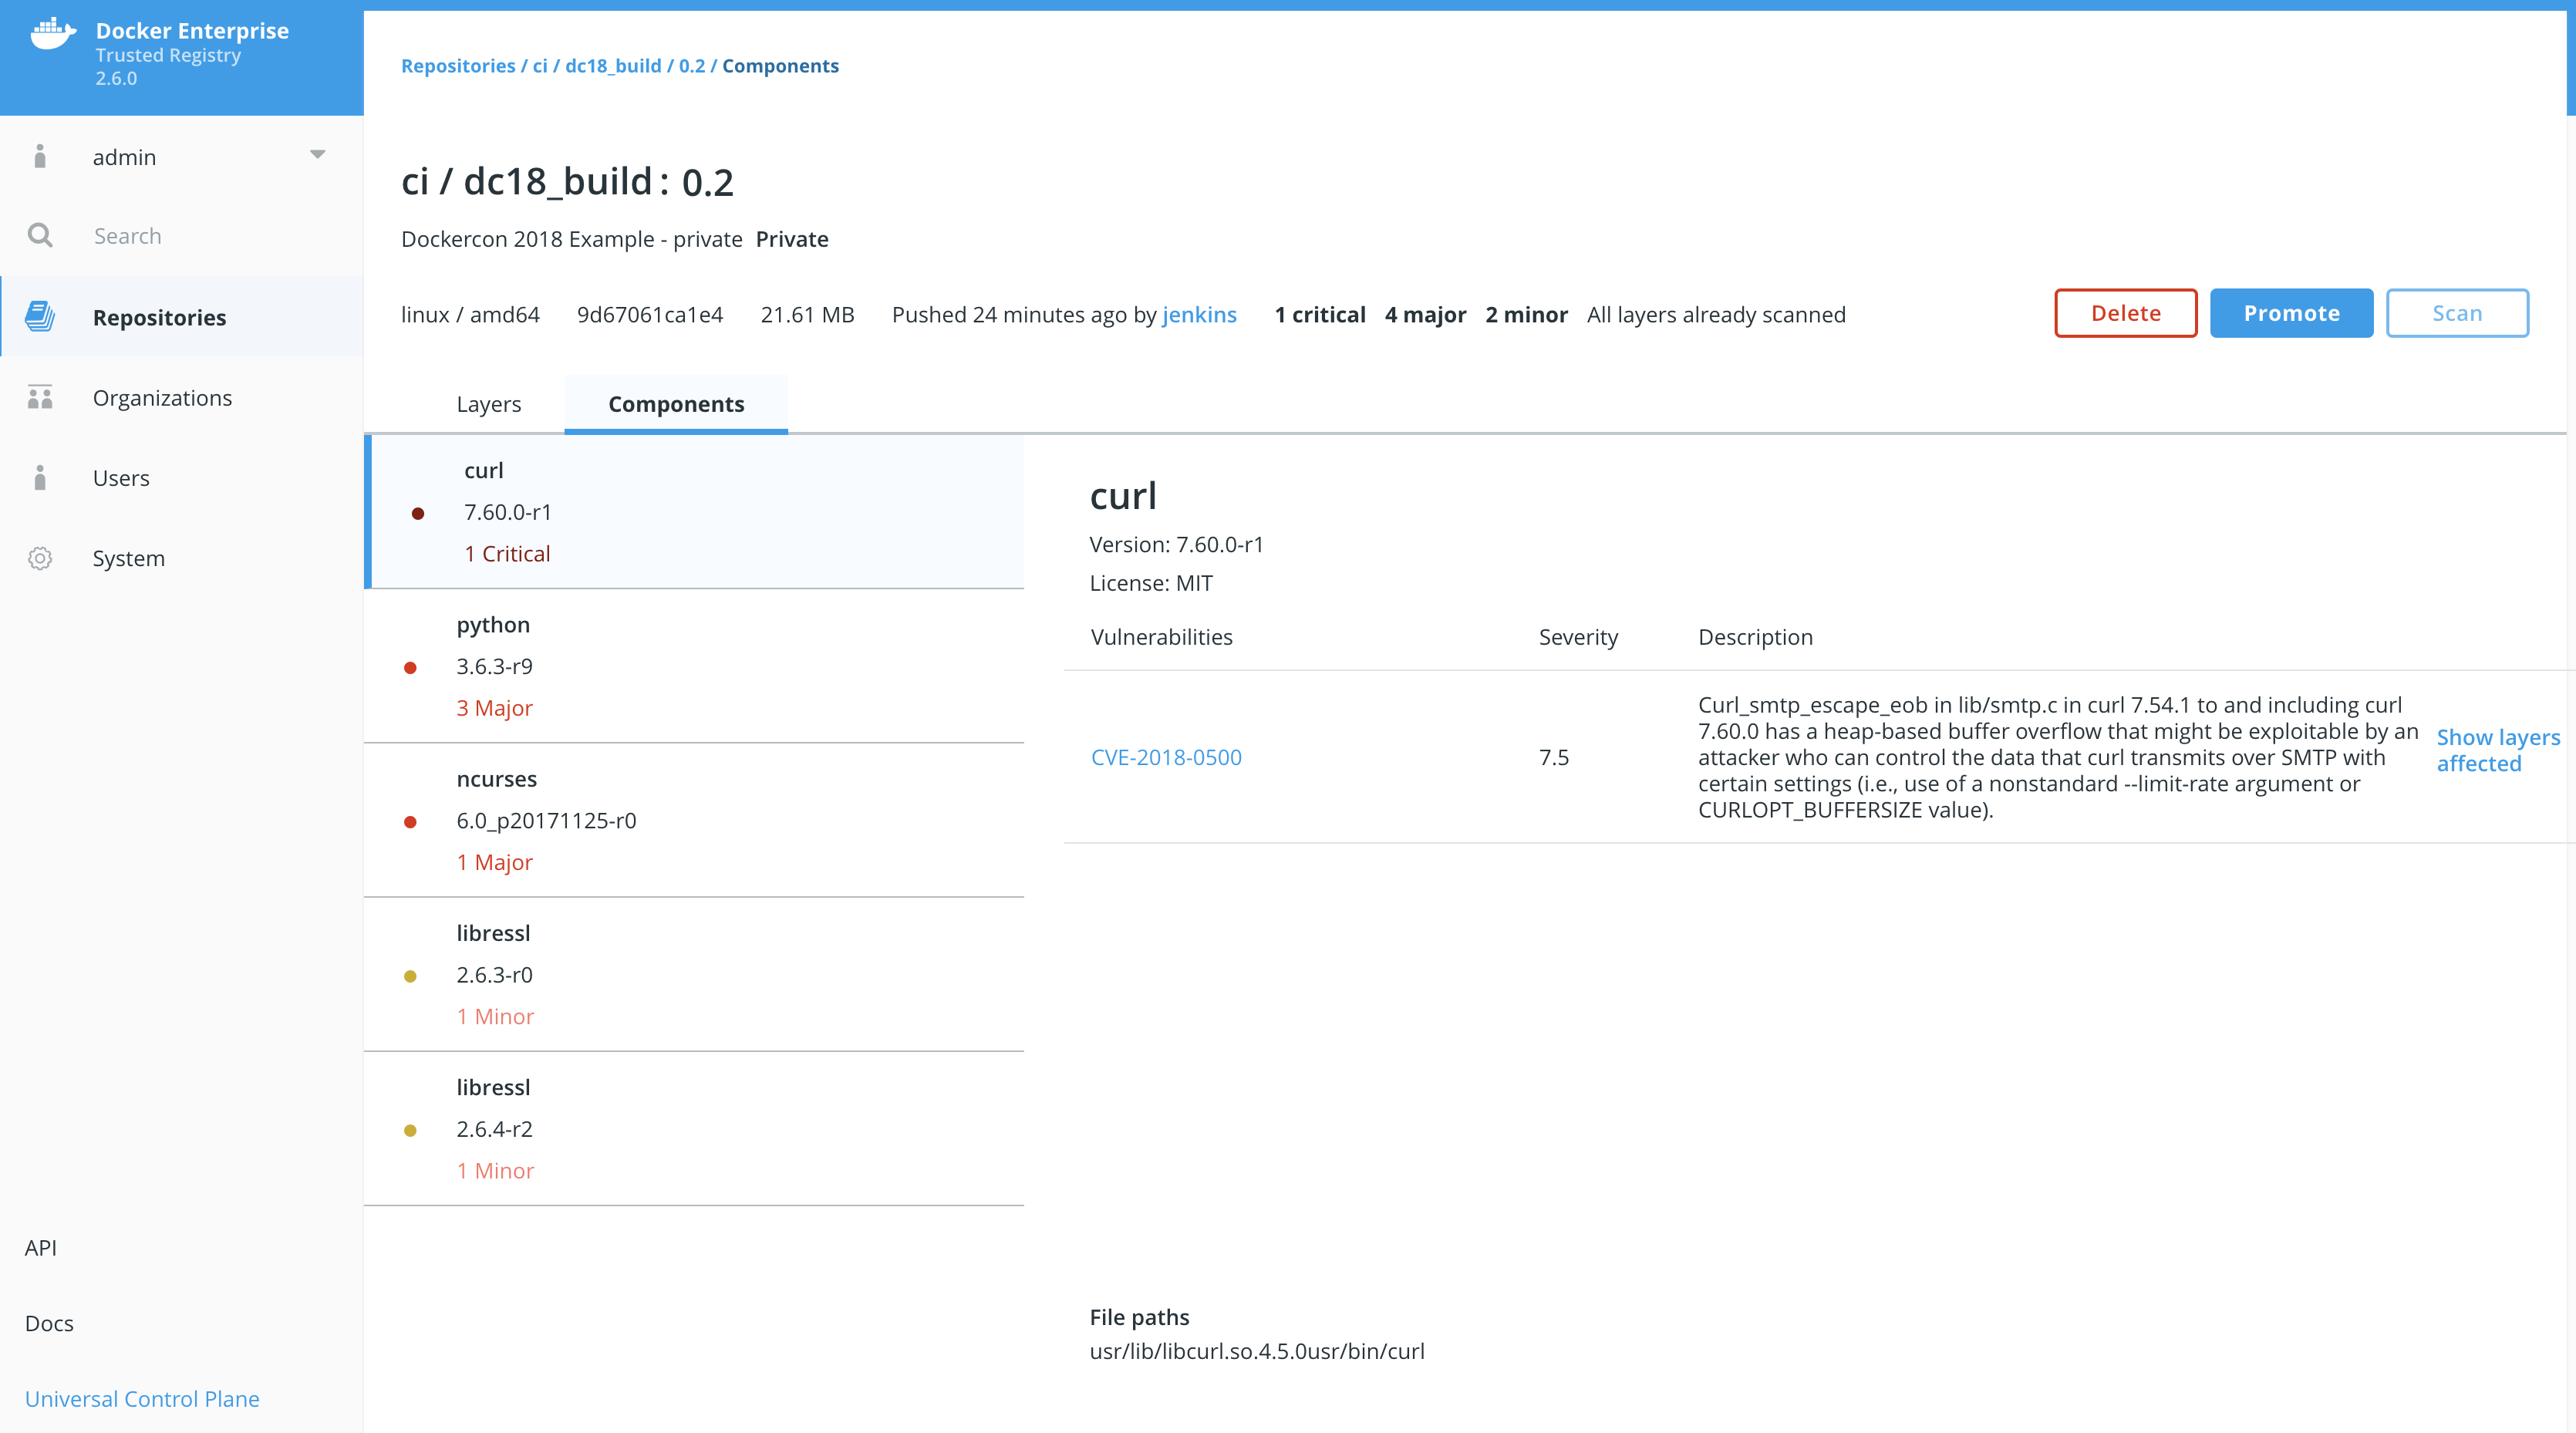 Docker Enterprise
Trusted Registry
2.6.0
admin
Search
Repositories
Organizations
Users
System
API
Docs
Universal Control Plane
Repositories / ci / dc18_build / 0.2 / Components
ci / dc18_build : 0.2
Dockercon 2018 Example - private Private
linux / amd64 9d67061ca1e4 21.61 MB Pushed 24 minutes ago by jenkins 1 critical 4 major 2 minor All layers already scanned
Delete Promote Scan
Layers Components
curl
7.60.0-r1
1 Critical
python
3.6.3-r9
3 Major
ncurses
6.0_p20171125-r0
1 Major
libressl
2.6.3-r0
1 Minor
libressl
2.6.4-r2
1 Minor
curl
Version: 7.60.0-r1
License: MIT
Vulnerabilities Severity Description
CVE-2018-0500 7.5
Curl_smtp_escape_eob in lib/smtp.c in curl 7.54.1 to and including curl
7.60.0 has a heap-based buffer overflow that might be exploitable by an
attacker who can control the data that curl transmits over SMTP with
certain settings (i.e., use of a nonstandard --limit-rate argument or
CURLOPT_BUFFERSIZE value).
Show layers
affected
File paths
usr/lib/libcurl.so.4.5.0usr/bin/curl